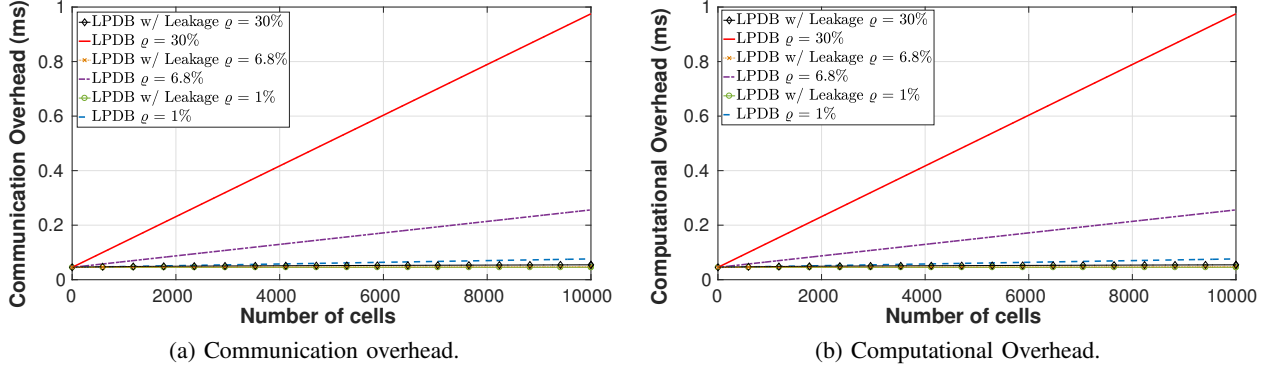 Communication Overhead (ms)
1
0.8
0.6
0.4
0.2
0
LPDB w/ Leakage ϱ = 30%
LPDB ϱ = 30%
LPDB w/ Leakage ϱ = 6.8%
LPDB ϱ = 6.8%
LPDB w/ Leakage ϱ = 1%
LPDB ϱ = 1%
0 2000 4000 6000 8000 10000
Number of cells
(a) Communication overhead.
Computational Overhead (ms)
1
0.8
0.6
0.4
0.2
0
LPDB w/ Leakage ϱ = 30%
LPDB ϱ = 30%
LPDB w/ Leakage ϱ = 6.8%
LPDB ϱ = 6.8%
LPDB w/ Leakage ϱ = 1%
LPDB ϱ = 1%
0 2000 4000 6000 8000 10000
Number of cells
(b) Computational Overhead.